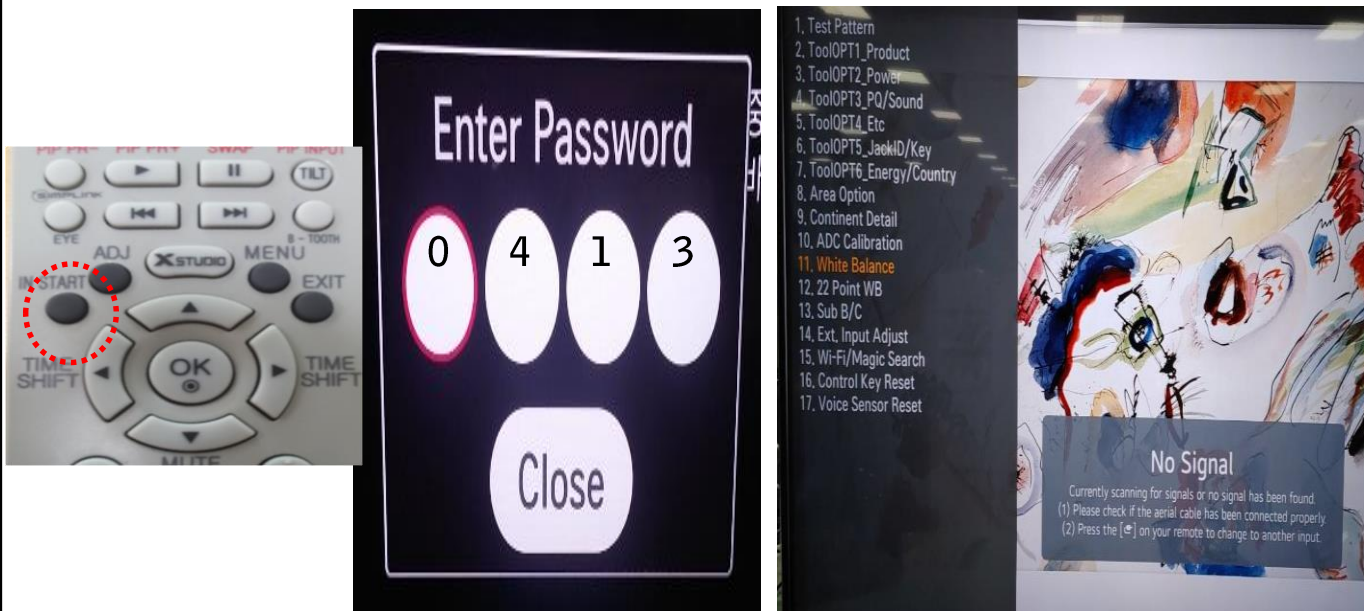 PIP PR-
PIP PR+
SWAP
PIP INPUT
TILT
SIMPLINK
EYE
B - TOOTH
ADJ
XSTUDIO
MENU
IN START
EXIT
TIME
SHIFT
OK
TIME
SHIFT
MUTE
Enter Password
0 4 1 3
Close
1, Test Pattern
2, ToolOPT1_Product
3, ToolOPT2_Power
4, ToolOPT3_PQ/Sound
5, ToolOPT4_Etc
6, ToolOPT5_JackID/Key
7, ToolOPT6_Energy/Country
8, Area Option
9, Continent Detail
10, ADC Calibration
11, White Balance
12, 22 Point WB
13, Sub B/C
14, Ext. Input Adjust
15, Wi-Fi/Magic Search
16, Control Key Reset
17, Voice Sensor Reset
No Signal
Currently scanning for signals or no signal has been found.
(1) Please check if the aerial cable has been connected properly.
(2) Press the [ ] on your remote to change to another input.